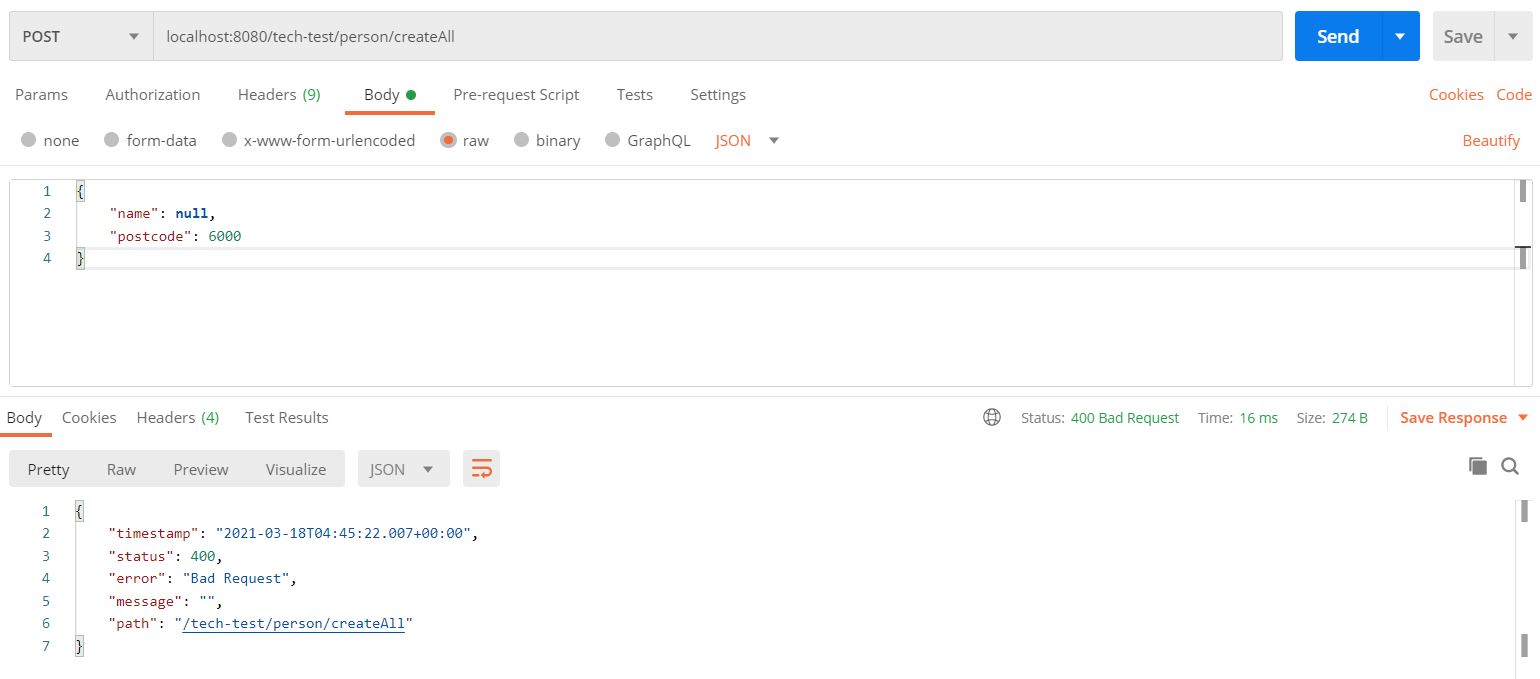 POST localhost:8080/tech-test/person/createAll Send Save
Params Authorization Headers (9) Body Pre-request Script Tests Settings Cookies Code
none form-data x-www-form-urlencoded raw binary GraphQL JSON Beautify
1 {
2 "name": null,
3 "postcode": 6000
4 }
Body Cookies Headers (4) Test Results Status: 400 Bad Request Time: 16 ms Size: 274 B Save Response
Pretty Raw Preview Visualize JSON
1 {
2 "timestamp": "2021-03-18T04:45:22.007+00:00",
3 "status": 400,
4 "error": "Bad Request",
5 "message": "",
6 "path": "/tech-test/person/createAll"
7 }